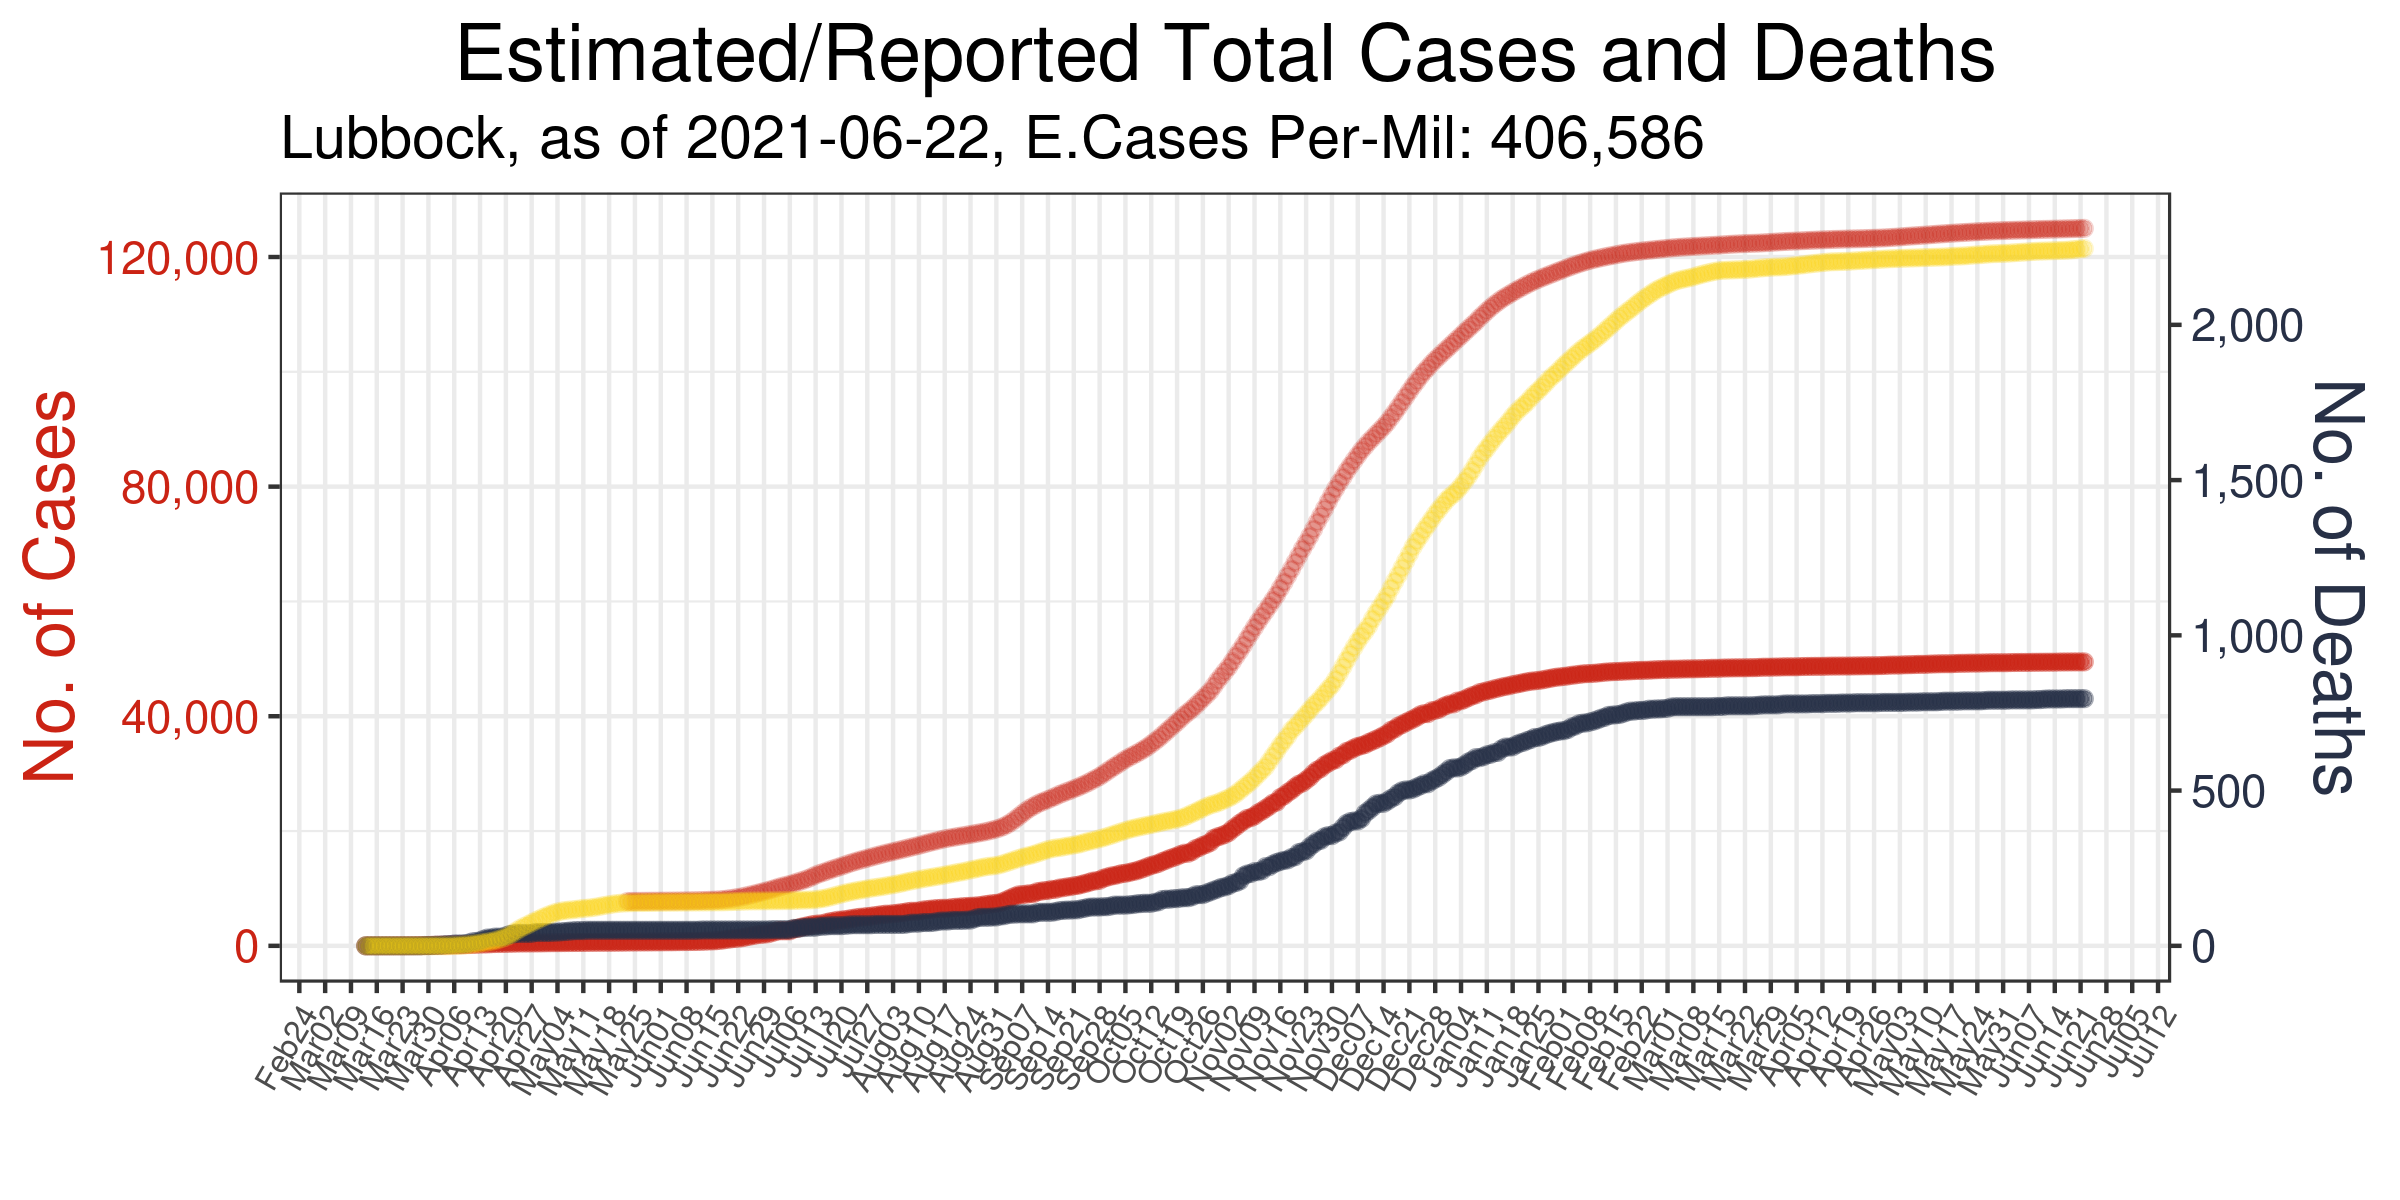 Estimated/Reported Total Cases and Deaths
Lubbock, as of 2021-06-22, E.Cases Per-Mil: 406,586
No. of Cases
120,000
80,000
40,000
0
2,000
1,500
1,000
500
0
No. of Deaths
Feb24
Mar02
Mar09
Mar16
Mar23
Mar30
Apr06
Apr13
Apr20
Apr27
May04
May11
May18
May25
Jun01
Jun08
Jun15
Jun22
Jun29
Jul06
Jul13
Jul20
Jul27
Aug03
Aug10
Aug17
Aug24
Aug31
Sep07
Sep14
Sep21
Sep28
Oct05
Oct12
Oct19
Oct26
Nov02
Nov09
Nov16
Nov23
Nov30
Dec07
Dec14
Dec21
Dec28
Jan04
Jan11
Jan18
Jan25
Feb01
Feb08
Feb15
Feb22
Mar01
Mar08
Mar15
Mar22
Mar29
Apr05
Apr12
Apr19
Apr26
May03
May10
May17
May24
May31
Jun07
Jun14
Jun21
Jun28
Jul05
Jul12